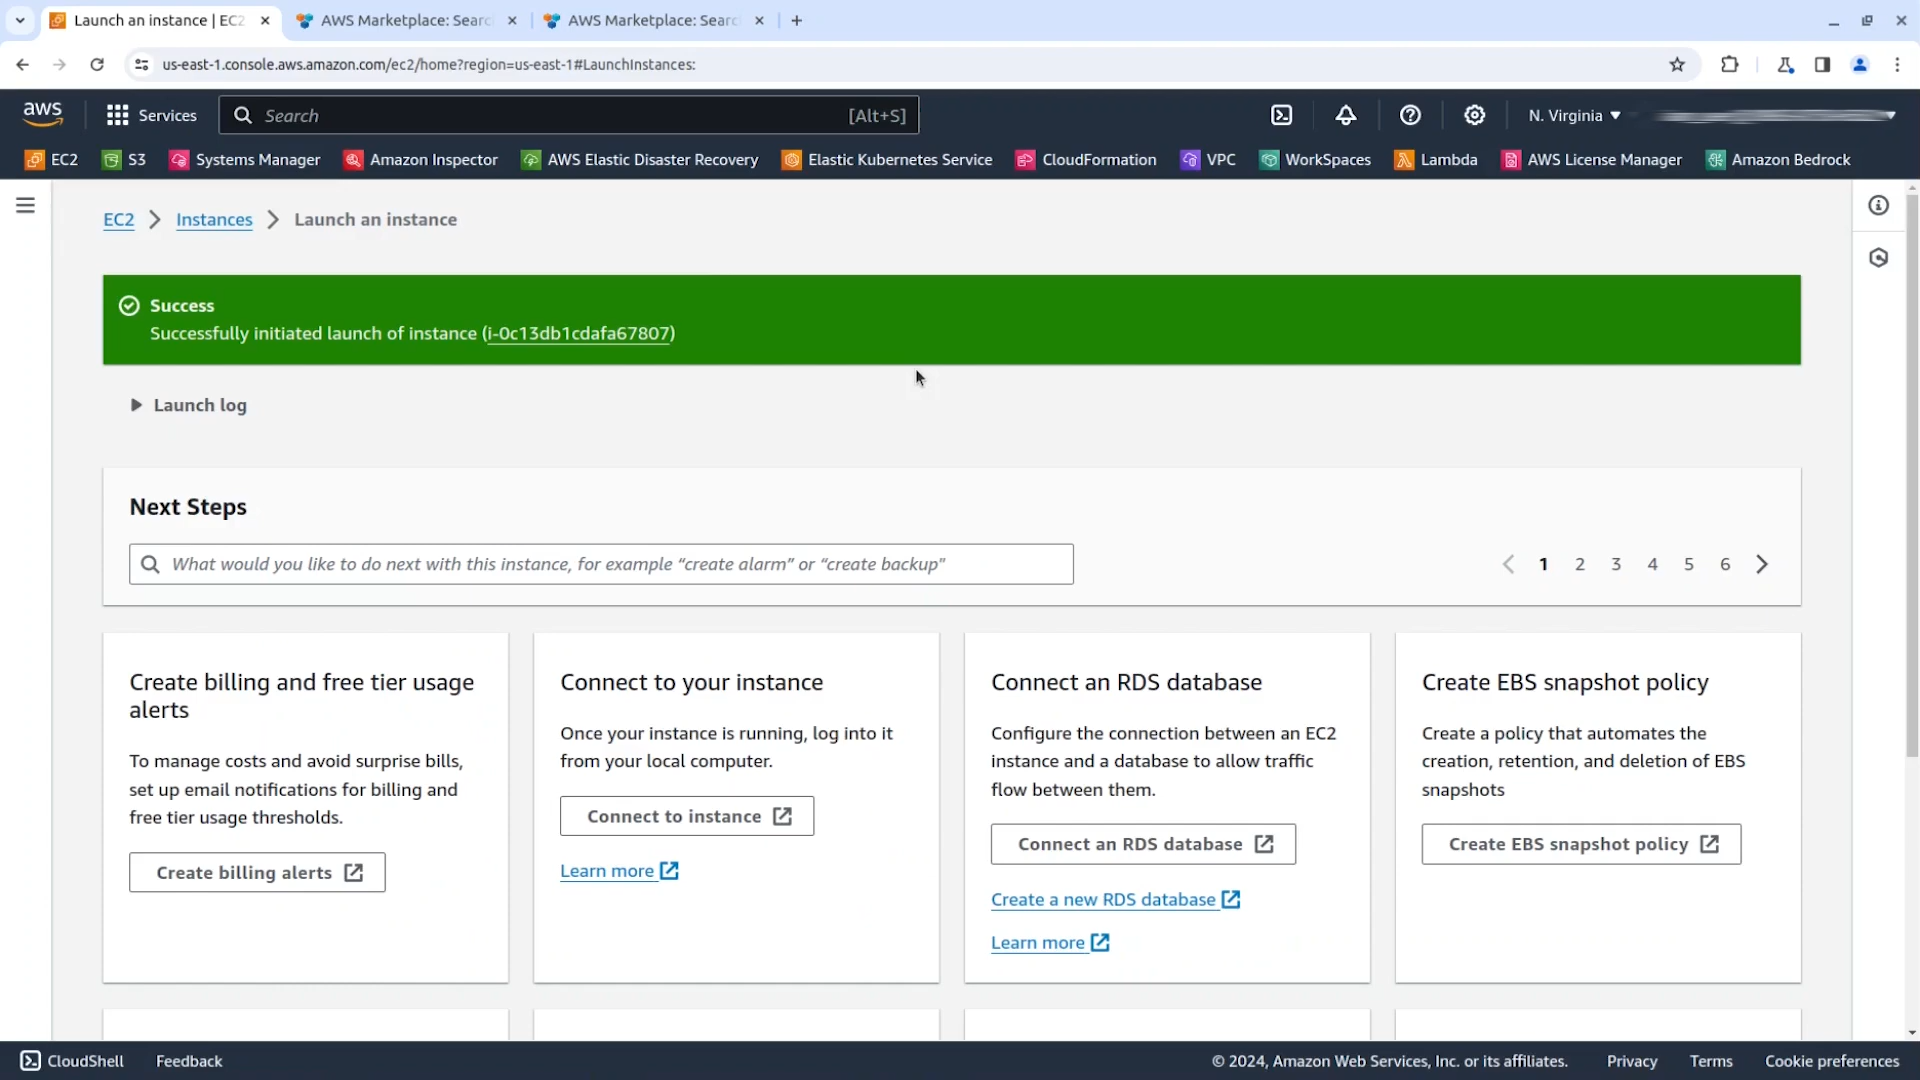 Launch an instance | EC2
AWS Marketplace: Searc
AWS Marketplace: Searc
us-east-1.console.aws.amazon.com/ec2/home?region=us-east-1#LaunchInstances:
aws
Services
Search
[Alt+S]
N. Virginia
EC2
S3
Systems Manager
Amazon Inspector
AWS Elastic Disaster Recovery
Elastic Kubernetes Service
CloudFormation
VPC
WorkSpaces
Lambda
AWS License Manager
Amazon Bedrock
EC2
Instances
Launch an instance
Success
Successfully initiated launch of instance (i-0c13db1cdafa67807)
Launch log
Next Steps
What would you like to do next with this instance, for example “create alarm” or “create backup”
1 2 3 4 5 6
Create billing and free tier usage
alerts
To manage costs and avoid surprise bills,
set up email notifications for billing and
free tier usage thresholds.
Create billing alerts
Connect to your instance
Once your instance is running, log into it
from your local computer.
Connect to instance
Learn more
Connect an RDS database
Configure the connection between an EC2
instance and a database to allow traffic
flow between them.
Connect an RDS database
Create a new RDS database
Learn more
Create EBS snapshot policy
Create a policy that automates the
creation, retention, and deletion of EBS
snapshots
Create EBS snapshot policy
CloudShell
Feedback
© 2024, Amazon Web Services, Inc. or its affiliates.
Privacy
Terms
Cookie preferences